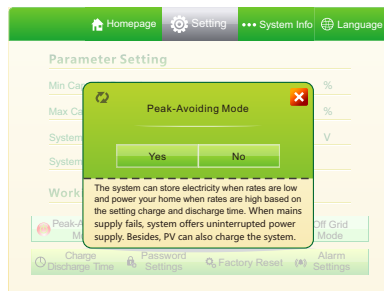 Homepage Setting ••• System Info Language
Parameter Setting
Min Ca %
Max Ca %
System V
System
Peak-Avoiding Mode
Yes No
The system can store electricity when rates are low
and power your home when rates are high based on
the setting charge and discharge time. When mains
supply fails, system offers uninterrupted power
supply. Besides, PV can also charge the system.
Work
Peak-A
M
Off Grid
Mode
Charge
Discharge Time
Password
Settings
Factory Reset
Alarm
Settings